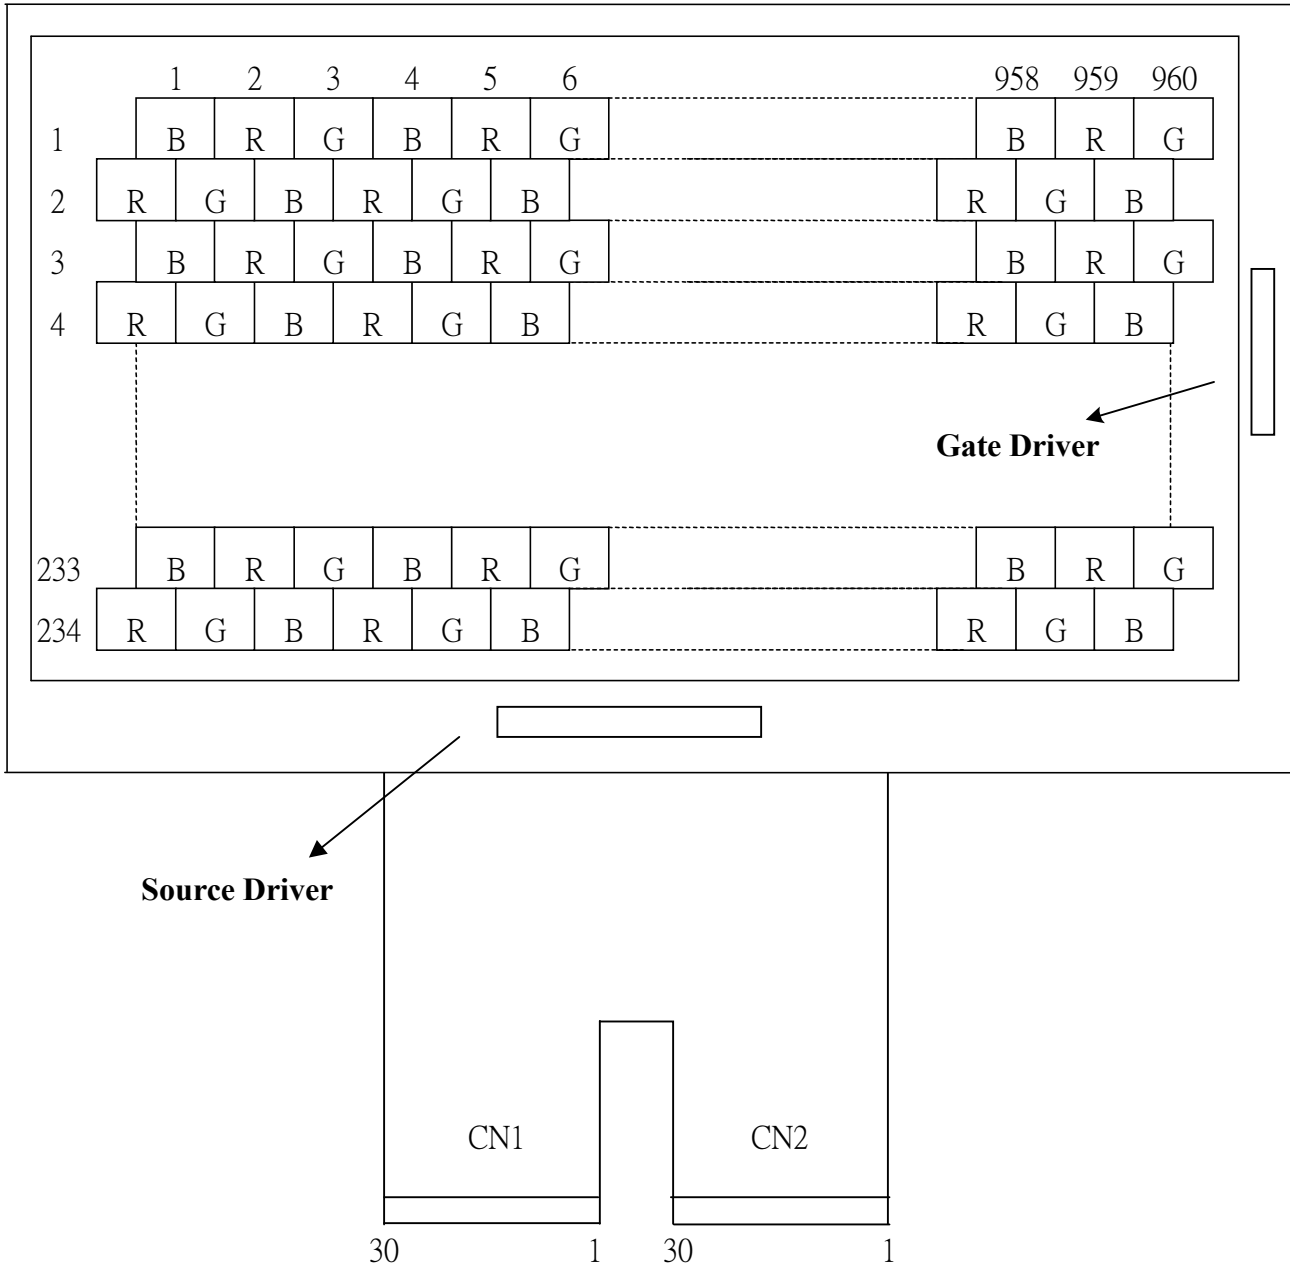 1 2 3 4 5 6 958 959 960
1 B R G B R G B R G
2 R G B R G B R G B
3 B R G B R G B R G
4 R G B R G B R G B
Gate Driver
233 B R G B R G B R G
234 R G B R G B R G B
Source Driver
CN1 CN2
30 1 30 1